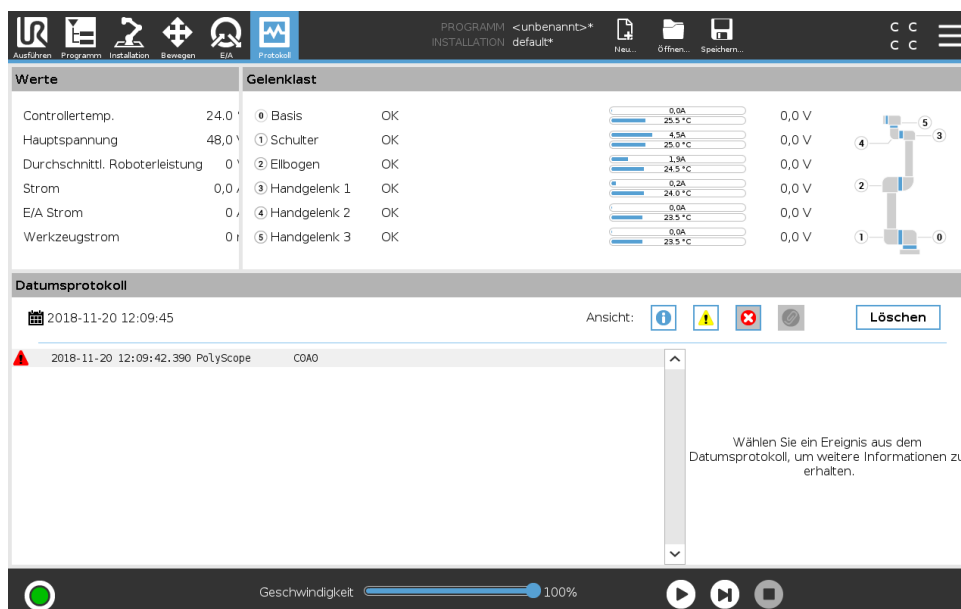 PROGRAMM <unbenannt>*
INSTALLATION default*
C C
C C
Ausführen Programm Installation Bewegen E/A Protokoll Neu... Öffnen... Speichern...
Werte
Controllertemp. 24.0
Hauptspannung 48,0
Durchschnittl. Roboterleistung 0
Strom 0,0
E/A Strom 0
Werkzeugstrom 0
Gelenklast
0 Basis OK 0,0A 25.5 °C 0,0 V
1 Schulter OK 4,5A 25.0 °C 0,0 V
2 Ellbogen OK 1,9A 24.5 °C 0,0 V
3 Handgelenk 1 OK 0,2A 24.0 °C 0,0 V
4 Handgelenk 2 OK 0,0A 23.5 °C 0,0 V
5 Handgelenk 3 OK 0,0A 23.5 °C 0,0 V
5
4 3
2
1 0
Datumsprotokoll
2018-11-20 12:09:45 Ansicht: Löschen
2018-11-20 12:09:42.390 PolyScope C0A0
Wählen Sie ein Ereignis aus dem
Datumsprotokoll, um weitere Informationen zu
erhalten.
Geschwindigkeit 100%